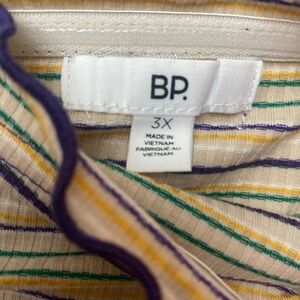 BP.
3X
MADE IN
VIETNAM
FABRIQUÉ AU
VIETNAM